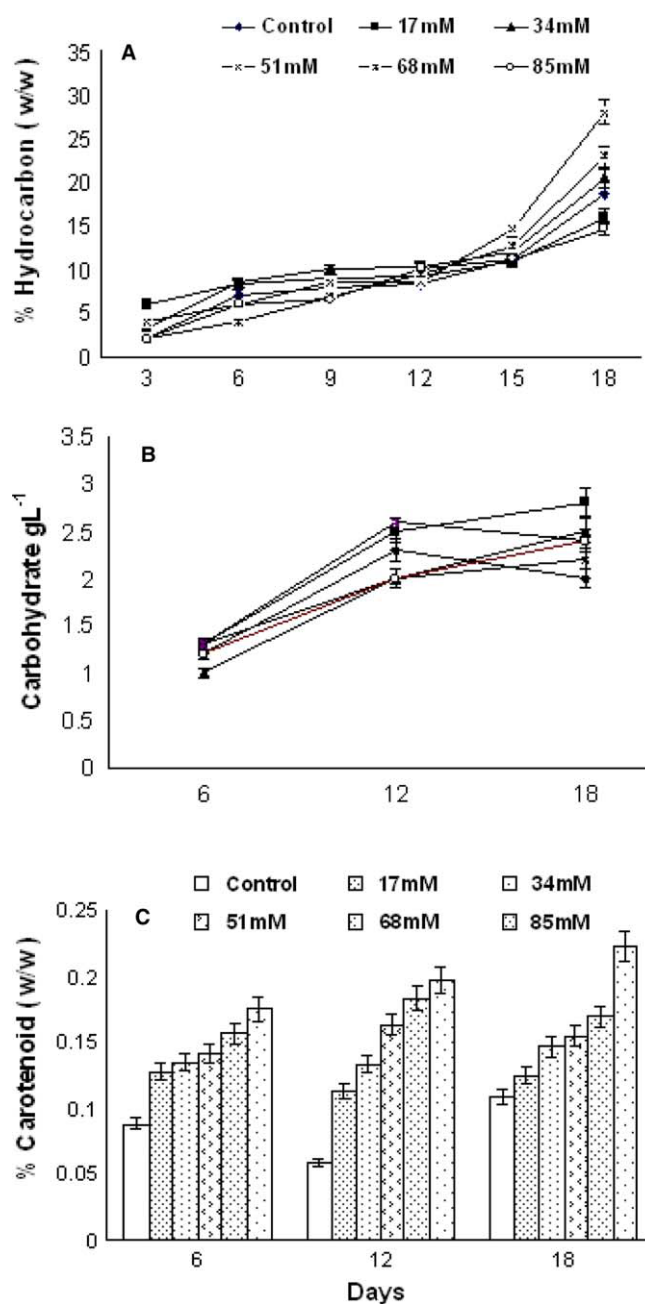 Control 17mM 34mM
A
51mM 68mM 85mM
% Hydrocarbon ( w/w)
35
30
25
20
15
10
5
0
3 6 9 12 15 18
B
Carbohydrate gL-1
3.5
3
2.5
2
1.5
1
0.5
0
6 12 18
Control 17mM 34mM
C
51mM 68mM 85mM
% Carotenoid ( w/w)
0.25
0.2
0.15
0.1
0.05
0
6 12 18
Days